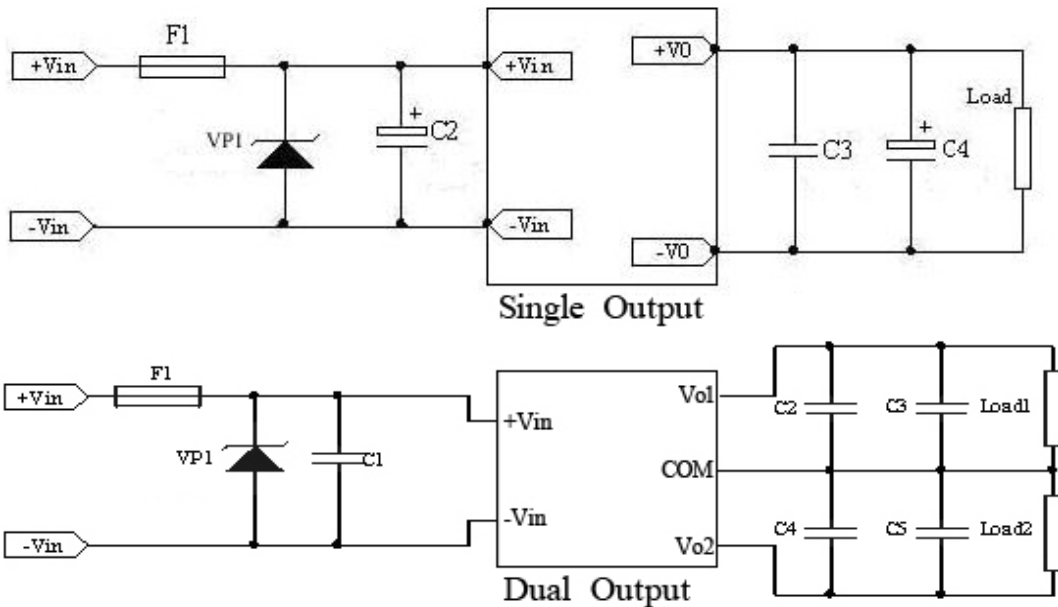 F1
+Vin
+Vin
+V0
VP1
+
C2
C3
+
C4
Load
-Vin
-Vin
-V0
Single Output
+Vin
F1
VP1
C1
+Vin
-Vin
-Vin
Vo1
COM
Vo2
C2
C3
Load1
C4
C5
Load2
Dual Output